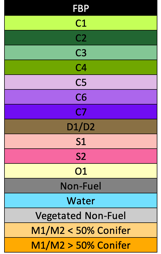 FBP
C1
C2
C3
C4
C5
C6
C7
D1/D2
S1
S2
O1
Non-Fuel
Water
Vegetated Non-Fuel
M1/M2 < 50% Conifer
M1/M2 > 50% Conifer